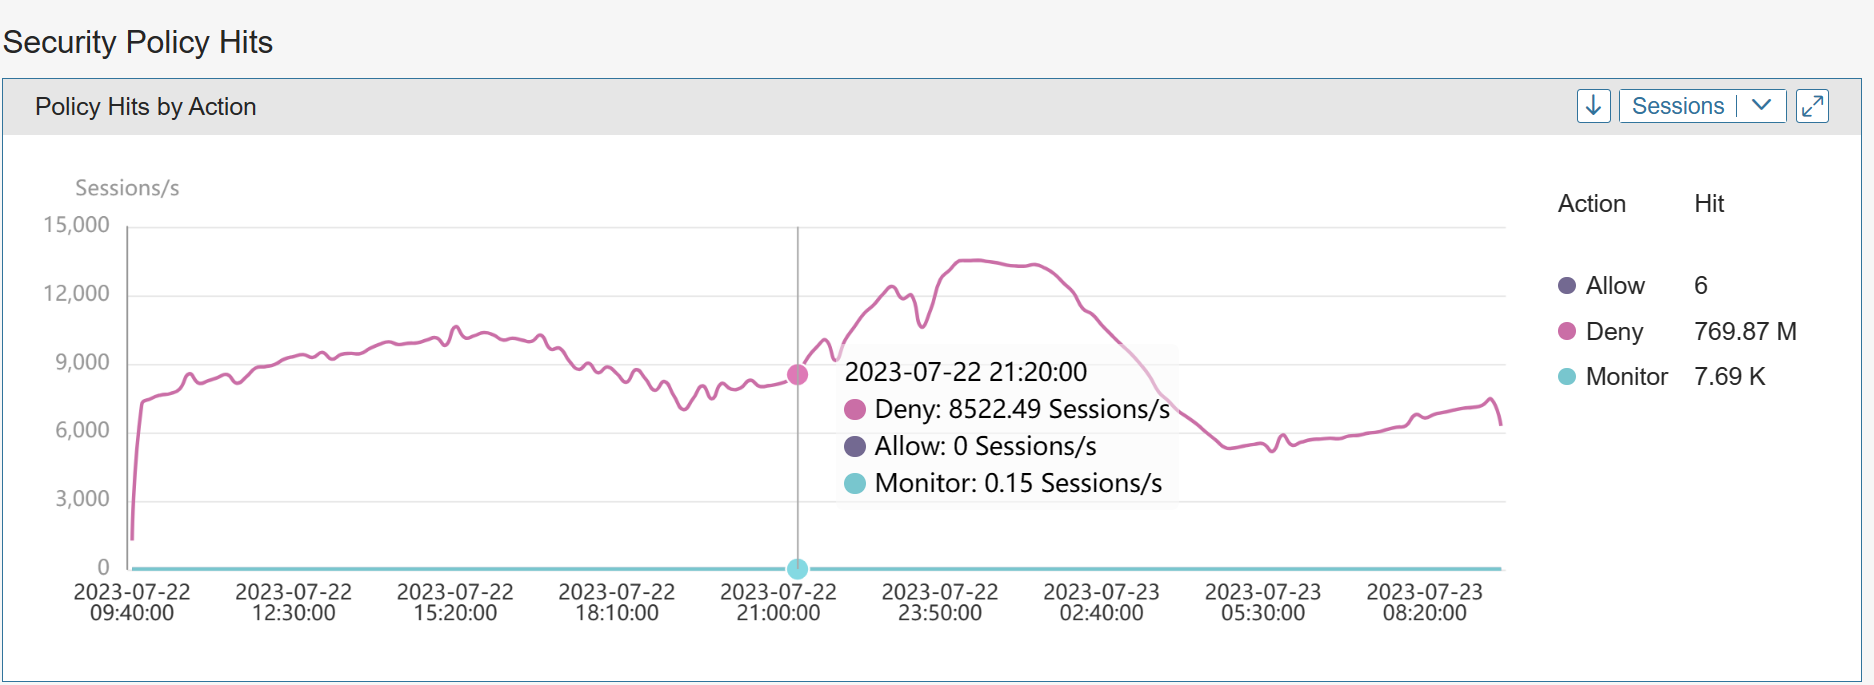 Security Policy Hits
Policy Hits by Action
Sessions
Sessions/s
15,000
12,000
9,000
6,000
3,000
0
2023-07-22 09:40:00
2023-07-22 12:30:00
2023-07-22 15:20:00
2023-07-22 18:10:00
2023-07-22 21:00:00
2023-07-22 23:50:00
2023-07-23 02:40:00
2023-07-23 05:30:00
2023-07-23 08:20:00
2023-07-22 21:20:00
Deny: 8522.49 Sessions/s
Allow: 0 Sessions/s
Monitor: 0.15 Sessions/s
Action Hit
Allow 6
Deny 769.87 M
Monitor 7.69 K